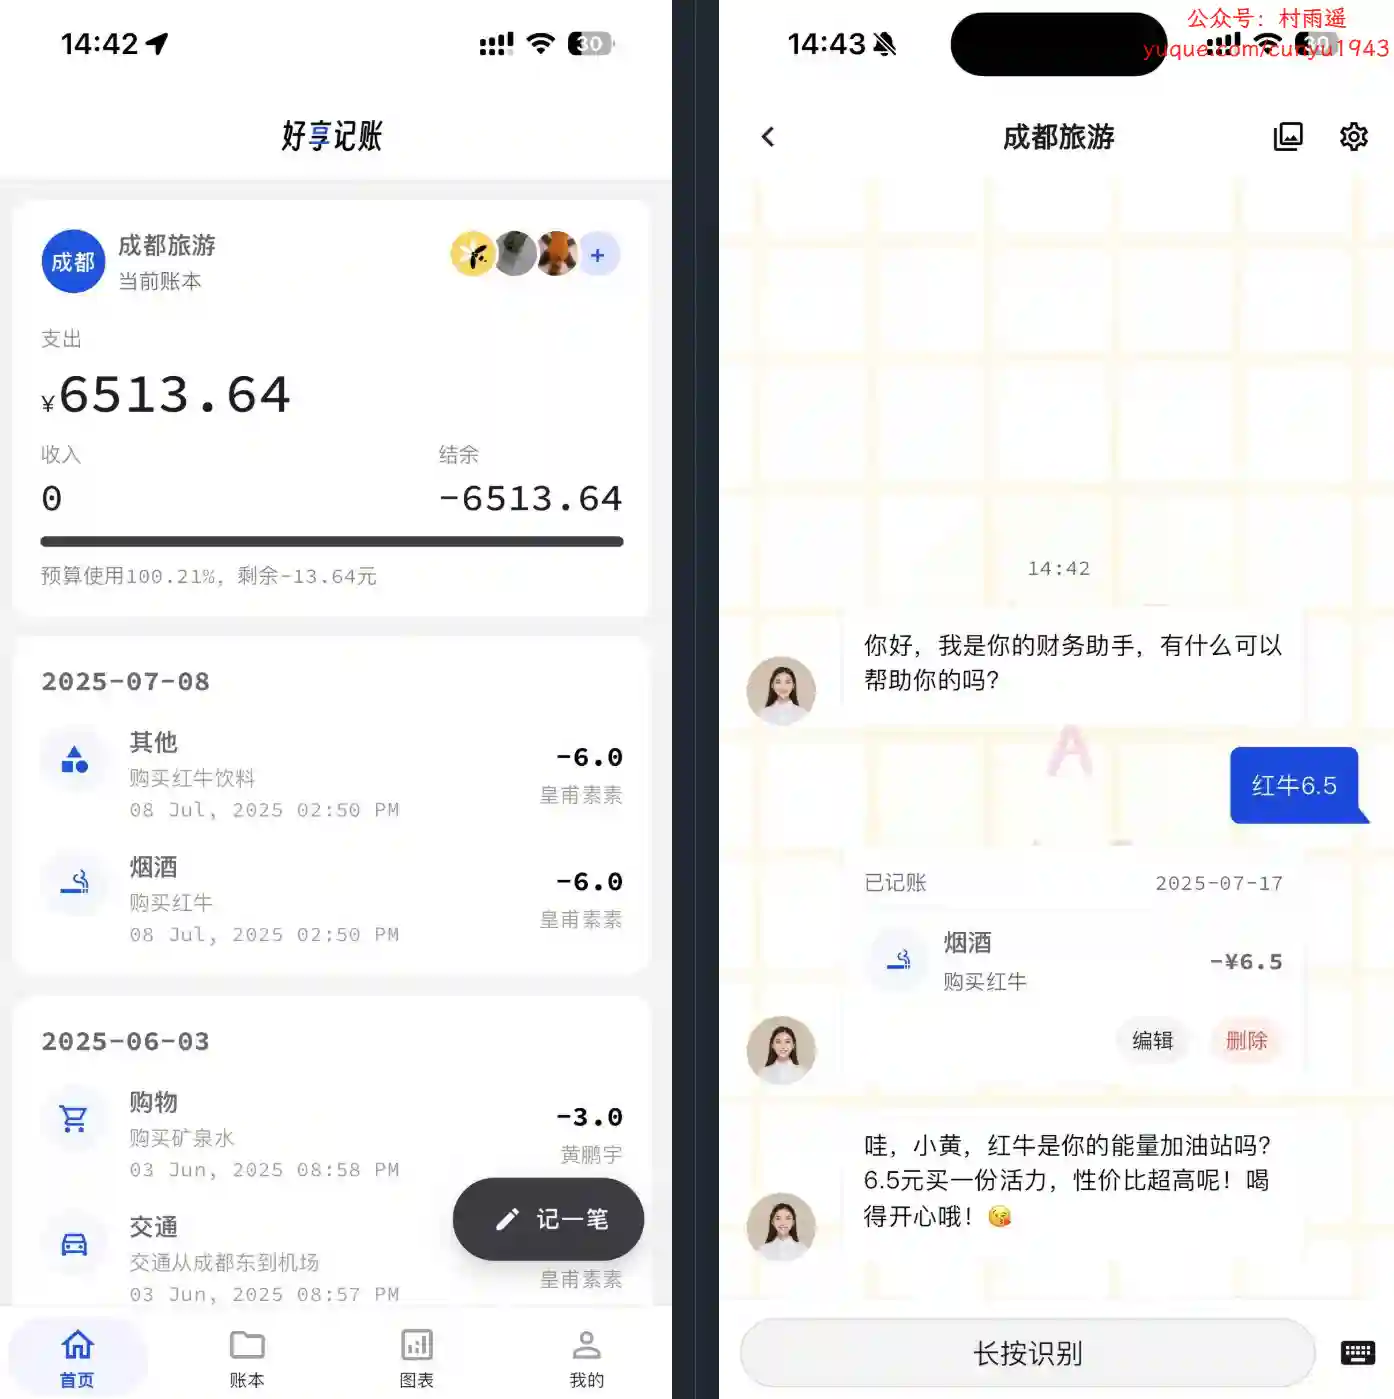 14:42
30
好享记账
成都
成都旅游
当前账本
+
支出
¥6513.64
收入
结余
0
-6513.64
预算使用100.21%，剩余-13.64元
2025-07-08
其他
-6.0
购买红牛饮料
皇甫素素
08 Jul, 2025 02:50 PM
烟酒
-6.0
购买红牛
皇甫素素
08 Jul, 2025 02:50 PM
2025-06-03
购物
-3.0
购买矿泉水
黄鹏宇
03 Jun, 2025 08:58 PM
记一笔
交通
交通从成都东到机场
皇甫素素
03 Jun, 2025 08:57 PM
首页
账本
图表
我的
公众号：村雨遥
14:43
30
yuque.com/cunyu1943
成都旅游
14:42
你好，我是你的财务助手，有什么可以
帮助你的吗？
A
红牛6.5
已记账
2025-07-17
烟酒
-¥6.5
购买红牛
编辑
删除
哇，小黄，红牛是你的能量加油站吗？
6.5元买一份活力，性价比超高呢！喝
得开心哦！😘
长按识别